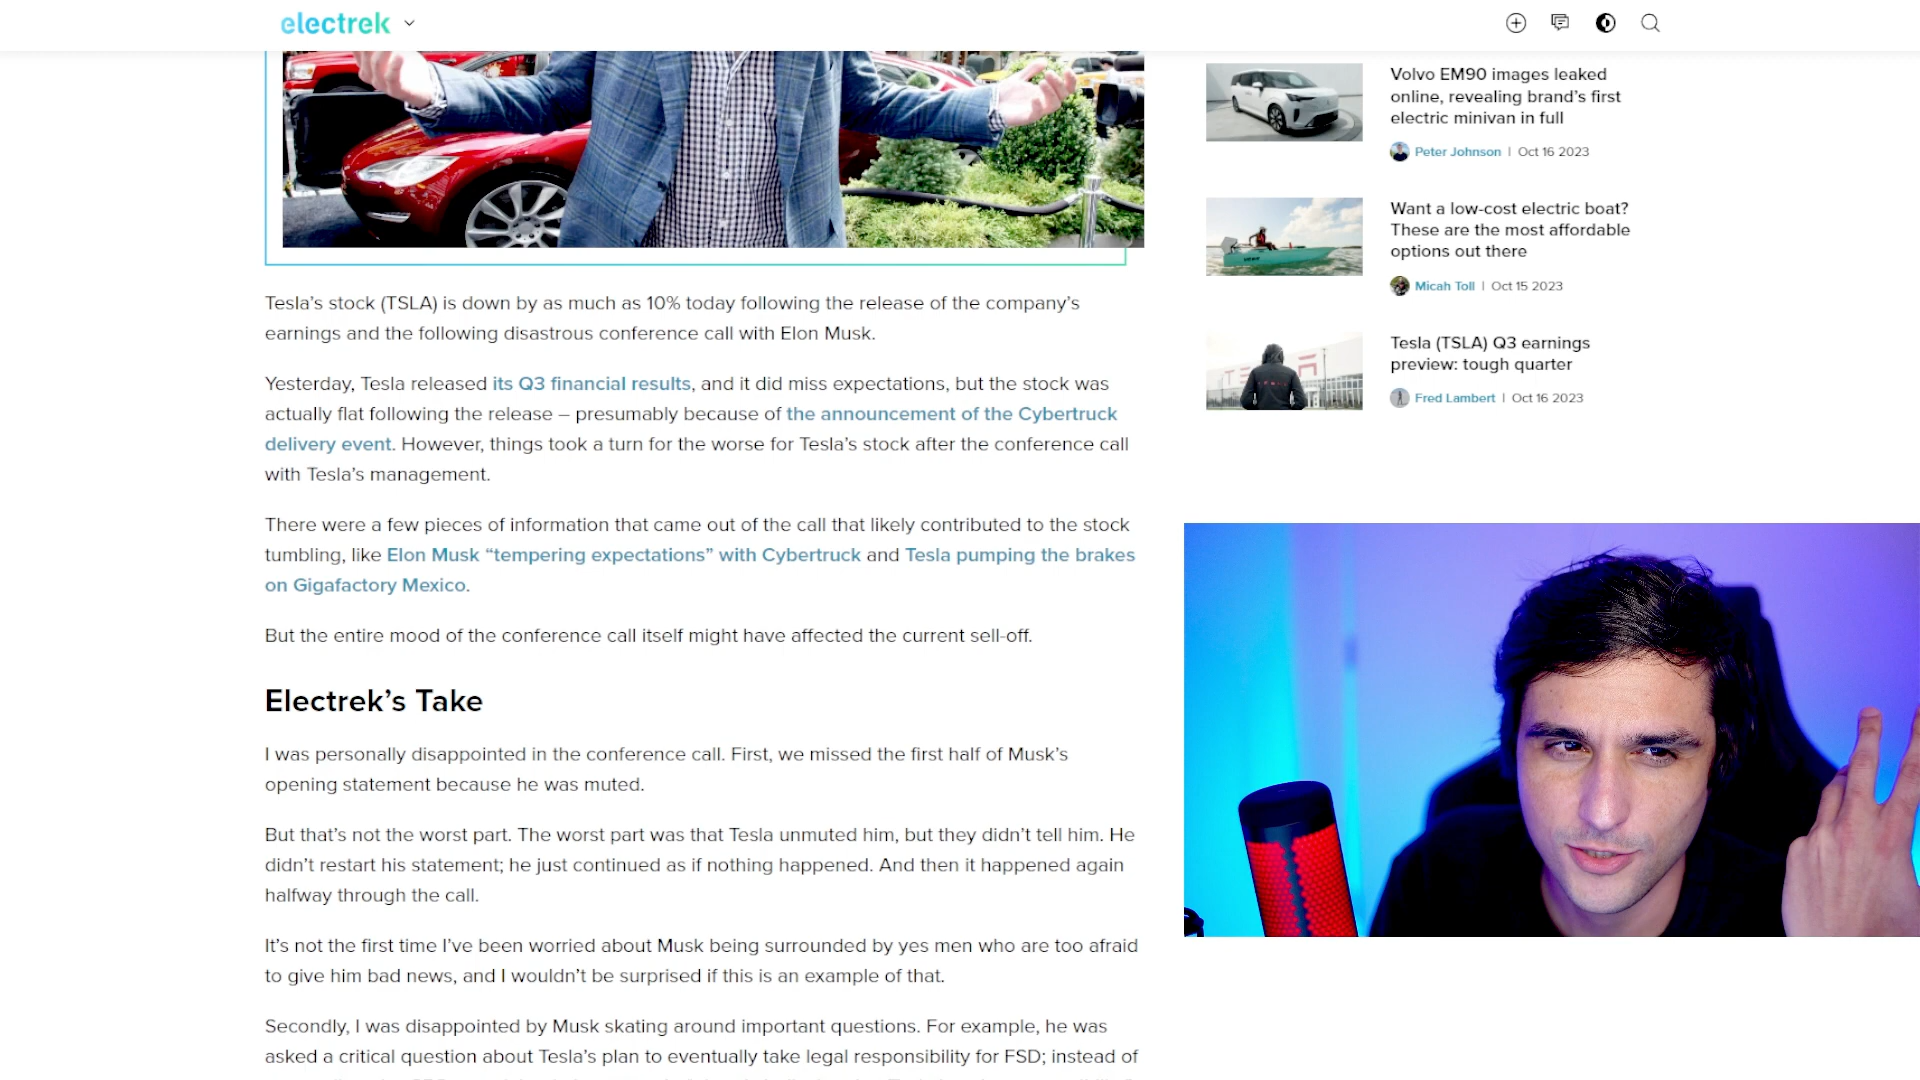 electrek
Tesla’s stock (TSLA) is down by as much as 10% today following the release of the company’s
earnings and the following disastrous conference call with Elon Musk.
Yesterday, Tesla released its Q3 financial results, and it did miss expectations, but the stock was
actually flat following the release – presumably because of the announcement of the Cybertruck
delivery event. However, things took a turn for the worse for Tesla’s stock after the conference call
with Tesla’s management.
There were a few pieces of information that came out of the call that likely contributed to the stock
tumbling, like Elon Musk “tempering expectations” with Cybertruck and Tesla pumping the brakes
on Gigafactory Mexico.
But the entire mood of the conference call itself might have affected the current sell-off.
Electrek’s Take
I was personally disappointed in the conference call. First, we missed the first half of Musk’s
opening statement because he was muted.
But that’s not the worst part. The worst part was that Tesla unmuted him, but they didn’t tell him. He
didn’t restart his statement; he just continued as if nothing happened. And then it happened again
halfway through the call.
It’s not the first time I’ve been worried about Musk being surrounded by yes men who are too afraid
to give him bad news, and I wouldn’t be surprised if this is an example of that.
Secondly, I was disappointed by Musk skating around important questions. For example, he was
asked a critical question about Tesla’s plan to eventually take legal responsibility for FSD; instead of
Volvo EM90 images leaked
online, revealing brand’s first
electric minivan in full
Peter Johnson | Oct 16 2023
Want a low-cost electric boat?
These are the most affordable
options out there
Micah Toll | Oct 15 2023
Tesla (TSLA) Q3 earnings
preview: tough quarter
Fred Lambert | Oct 16 2023